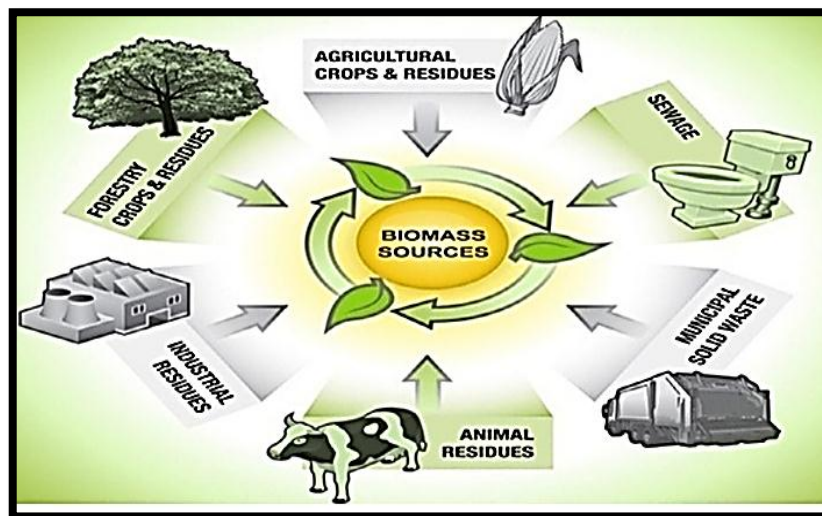 AGRICULTURAL
CROPS & RESIDUES
SEWAGE
FORESTRY
CROPS & RESIDUES
BIOMASS
SOURCES
INDUSTRIAL
RESIDUES
MUNICIPAL
SOLID WASTE
ANIMAL
RESIDUES